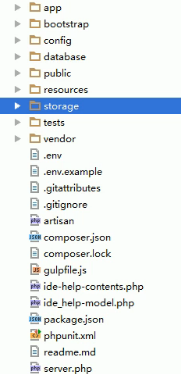 app
bootstrap
config
database
public
resources
storage
tests
vendor
.env
.env.example
.gitattributes
.gitignore
artisan
composer.json
composer.lock
gulpfile.js
ide-help-contents.php
ide_help-model.php
package.json
phpunit.xml
readme.md
server.php